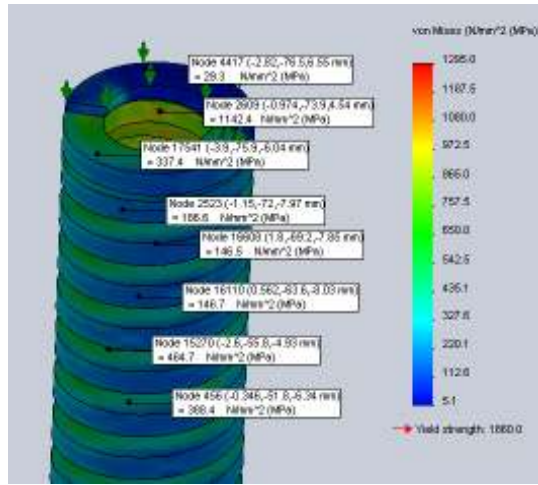 von Mises (N/mm^2 (MPa))
Node 4417 (-2.82,-76.5,6.55 mm)
= 29.3 N/mm^2 (MPa)
Node 2609 (-0.974,-73.9,4.54 mm)
= 1142.4 N/mm^2 (MPa)
Node 17541 (-3.9,-75.9,-6.04 mm)
= 337.4 N/mm^2 (MPa)
Node 2523 (-1.15,-72,-7.97 mm)
= 186.6 N/mm^2 (MPa)
(1.8,-69.2,-7.85 mm)
= 146.5 N/mm^2 (MPa)
Node 16110 (0.562,-63.6,-8.03 mm)
= 146.7 N/mm^2 (MPa)
Node 15270 (-2.6,-55.8,-4.93 mm)
= 464.7 N/mm^2 (MPa)
Node 456 (-0.346,-51.8,-6.34 mm)
= 388.4 N/mm^2 (MPa)
1295.0
1187.5
1080.0
972.5
865.0
757.5
650.0
542.5
435.1
327.6
220.1
112.6
5.1
Yield strength: 1860.0